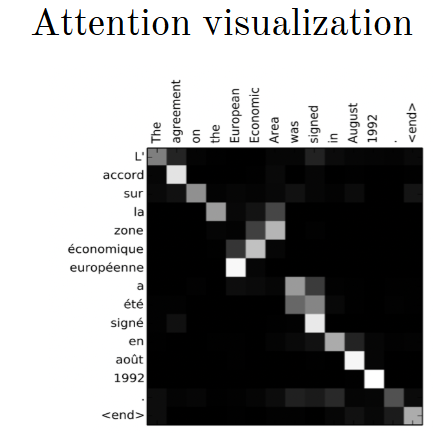 Attention visualization
The
agreement
on
the
European
Economic
Area
was
signed
in
August
1992
.
<end>
L'
accord
sur
la
zone
économique
européenne
a
été
signé
en
août
1992
.
<end>